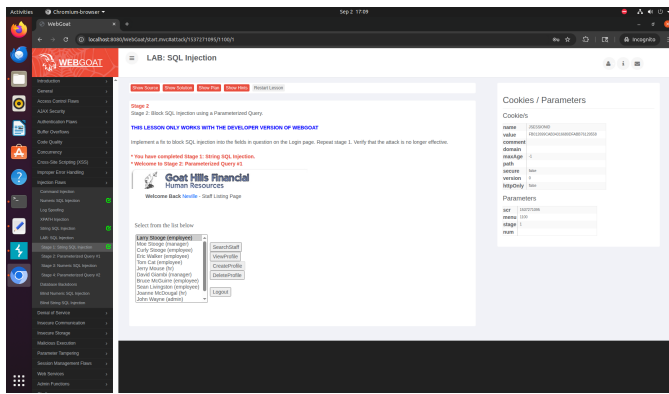 Activities
Chromium-browser
Sep 2 17:09
WebGoat
localhost:8080/WebGoat/start.mvc#attack/1537271095/1100/1
Incognito
WEBGOAT
LAB: SQL Injection
Introduction
General
Access Control Flaws
AJAX Security
Authentication Flaws
Buffer Overflows
Code Quality
Concurrency
Cross-Site Scripting (XSS)
Improper Error Handling
Injection Flaws
Command Injection
Numeric SQL Injection
Log Spoofing
XPATH Injection
String SQL Injection
LAB: SQL Injection
Stage 1: String SQL Injection
Stage 2: Parameterized Query #1
Stage 3: Numeric SQL Injection
Stage 4: Parameterized Query #2
Database Backdoors
Blind Numeric SQL Injection
Blind String SQL Injection
Denial of Service
Insecure Communication
Insecure Storage
Malicious Execution
Parameter Tampering
Session Management Flaws
Web Services
Admin Functions
Show Source Show Solution Show Plan Show Hints Restart Lesson
Stage 2
Stage 2: Block SQL Injection using a Parameterized Query.
THIS LESSON ONLY WORKS WITH THE DEVELOPER VERSION OF WEBGOAT
Implement a fix to block SQL injection into the fields in question on the Login page. Repeat stage 1. Verify that the attack is no longer effective.
* You have completed Stage 1: String SQL Injection.
* Welcome to Stage 2: Parameterized Query #1
Goat Hills Financial
Human Resources
Welcome Back Neville - Staff Listing Page
Select from the list below
Larry Stooge (employee)
Moe Stooge (manager)
Curly Stooge (employee)
Eric Walker (employee)
Tom Cat (employee)
Jerry Mouse (hr)
David Giambi (manager)
Bruce McGuirre (employee)
Sean Livingston (employee)
Joanne McDougal (hr)
John Wayne (admin)
SearchStaff
ViewProfile
CreateProfile
DeleteProfile
Logout
Cookies / Parameters
Cookie/s
name JSESSIONID
value
comment
domain
maxAge -1
path
secure false
version 0
httpOnly false
Parameters
scr 1537271095
menu 1100
stage 1
num